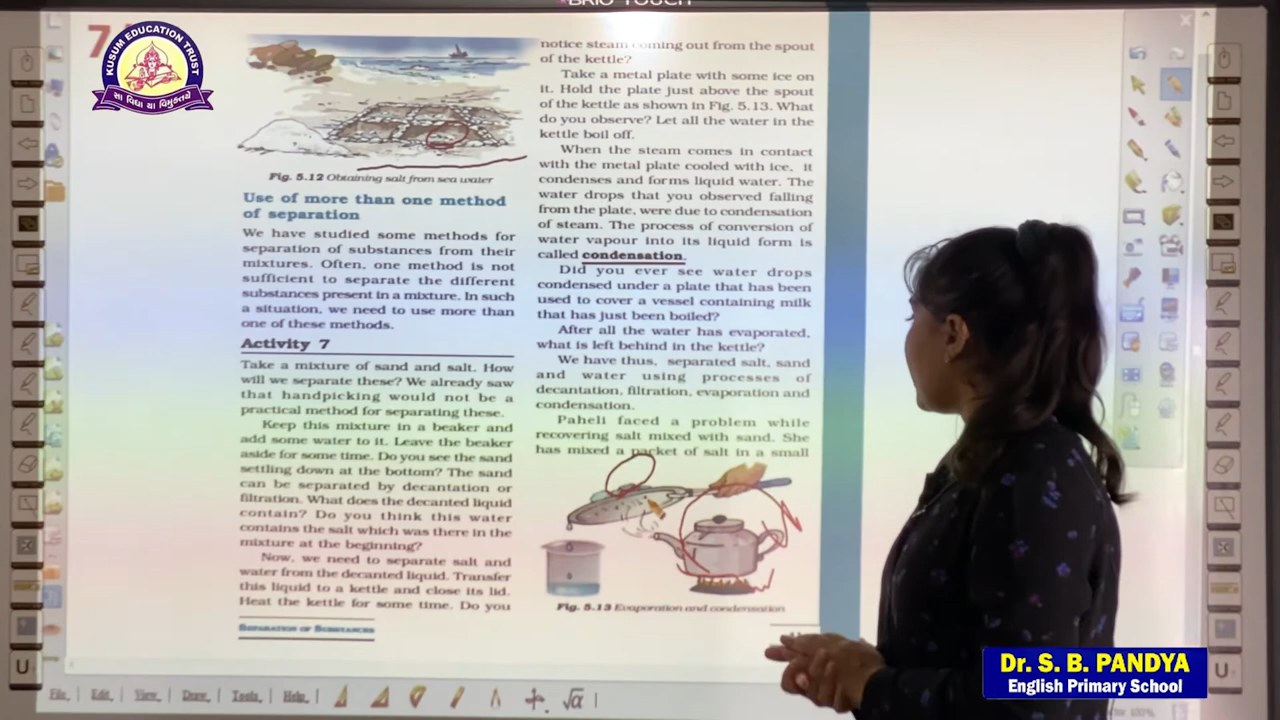 BRIO TOUCH
7
KUSUM EDUCATION TRUST
સા વિદ્યા યા વિમુક્તયે
Fig. 5.12 Obtaining salt from sea water
Use of more than one method
of separation
We have studied some methods for
separation of substances from their
mixtures. Often, one method is not
sufficient to separate the different
substances present in a mixture. In such
a situation, we need to use more than
one of these methods.
Activity 7
Take a mixture of sand and salt. How
will we separate these? We already saw
that handpicking would not be a
practical method for separating these.
Keep this mixture in a beaker and
add some water to it. Leave the beaker
aside for some time. Do you see the sand
settling down at the bottom? The sand
can be separated by decantation or
filtration. What does the decanted liquid
contain? Do you think this water
contains the salt which was there in the
mixture at the beginning?
Now, we need to separate salt and
water from the decanted liquid. Transfer
this liquid to a kettle and close its lid.
Heat the kettle for some time. Do you
SEPARATION OF SUBSTANCES
notice steam coming out from the spout
of the kettle?
Take a metal plate with some ice on
it. Hold the plate just above the spout
of the kettle as shown in Fig. 5.13. What
do you observe? Let all the water in the
kettle boil off.
When the steam comes in contact
with the metal plate cooled with ice, it
condenses and forms liquid water. The
water drops that you observed falling
from the plate, were due to condensation
of steam. The process of conversion of
water vapour into its liquid form is
called condensation.
Did you ever see water drops
condensed under a plate that has been
used to cover a vessel containing milk
that has just been boiled?
After all the water has evaporated,
what is left behind in the kettle?
We have thus, separated salt, sand
and water using processes of
decantation, filtration, evaporation and
condensation.
Paheli faced a problem while
recovering salt mixed with sand. She
has mixed a packet of salt in a small
Fig. 5.13 Evaporation and condensation
File Edit View Draw Tools Help
U
U
Dr. S. B. PANDYA
English Primary School